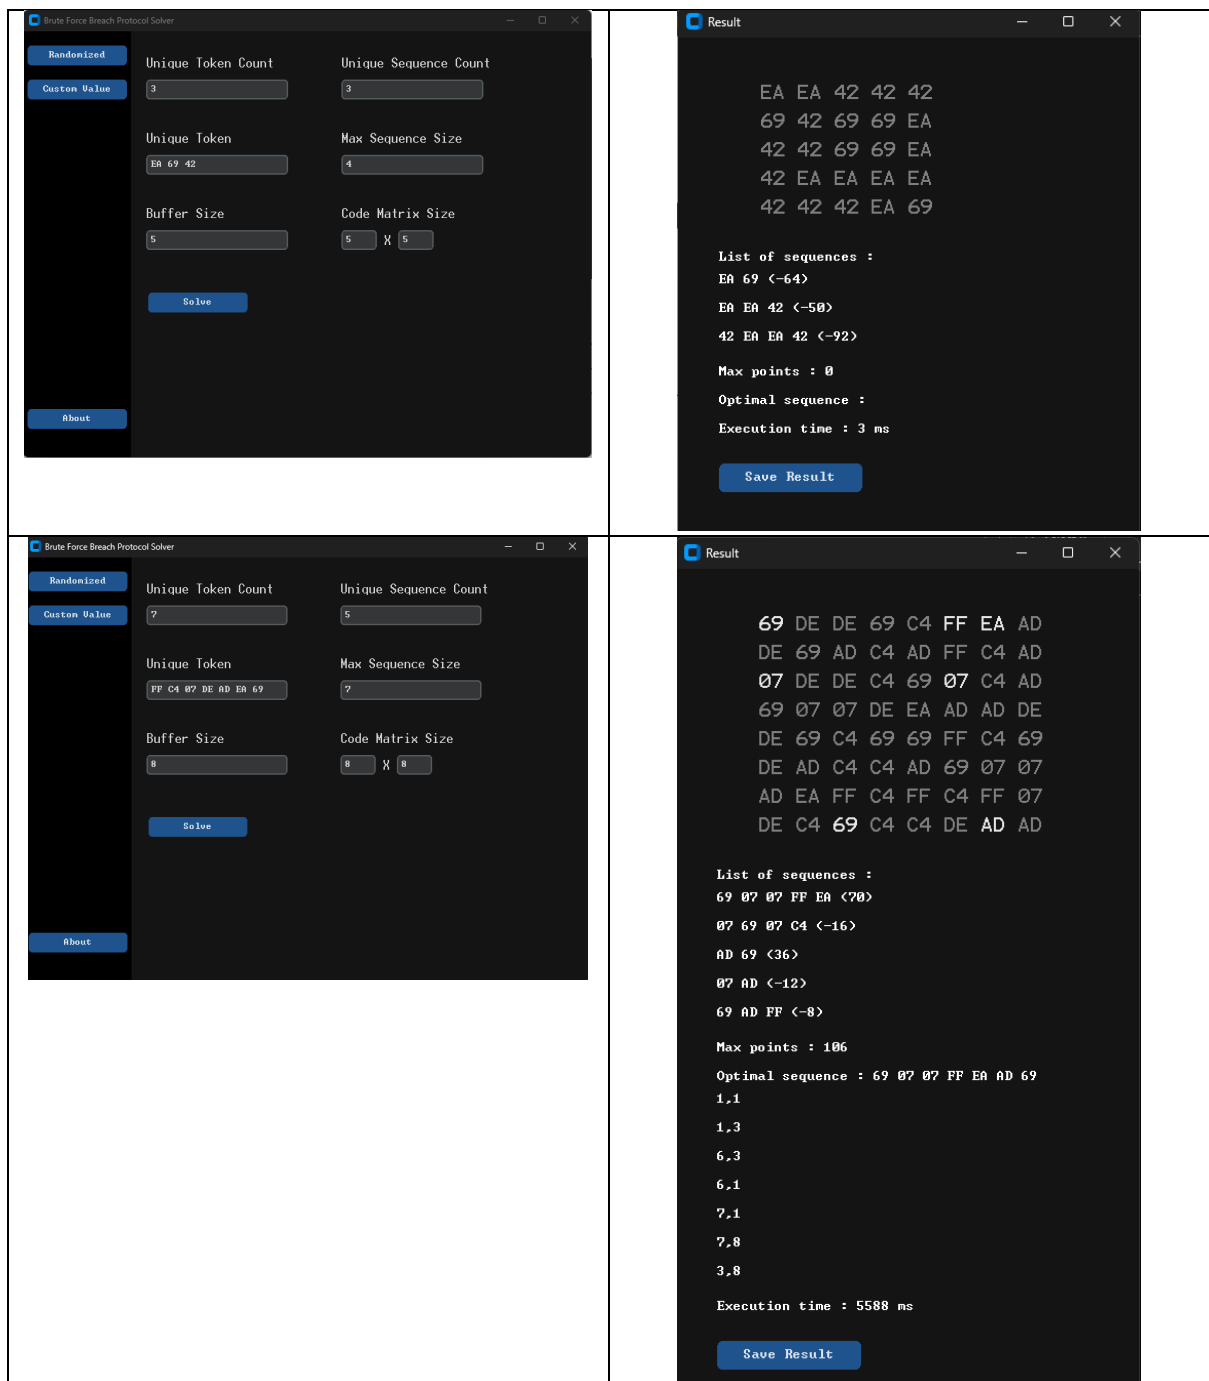 Brute Force Breach Protocol Solver
Randomized
Custom Value
About
Unique Token Count
3
Unique Sequence Count
3
Unique Token
EA 69 42
Max Sequence Size
4
Buffer Size
5
Code Matrix Size
5 X 5
Solve
Result
EA EA 42 42 42
69 42 69 69 EA
42 42 69 69 EA
42 EA EA EA EA
42 42 42 EA 69
List of sequences :
EA 69 (-64)
EA EA 42 (-50)
42 EA EA 42 (-92)
Max points : 0
Optimal sequence :
Execution time : 3 ms
Save Result
Brute Force Breach Protocol Solver
Randomized
Custom Value
About
Unique Token Count
7
Unique Sequence Count
5
Unique Token
FF C4 07 DE AD EA 69
Max Sequence Size
7
Buffer Size
8
Code Matrix Size
8 X 8
Solve
Result
69 DE DE 69 C4 FF EA AD
DE 69 AD C4 AD FF C4 AD
07 DE DE C4 69 07 C4 AD
69 07 07 DE EA AD AD DE
DE 69 C4 69 69 FF C4 69
DE AD C4 C4 AD 69 07 07
AD EA FF C4 FF C4 FF 07
DE C4 69 C4 C4 DE AD AD
List of sequences :
69 07 07 FF EA (70)
07 69 07 C4 (-16)
AD 69 (36)
07 AD (-12)
69 AD FF (-8)
Max points : 106
Optimal sequence : 69 07 07 FF EA AD 69
1,1
1,3
6,3
6,1
7,1
7,8
3,8
Execution time : 5588 ms
Save Result